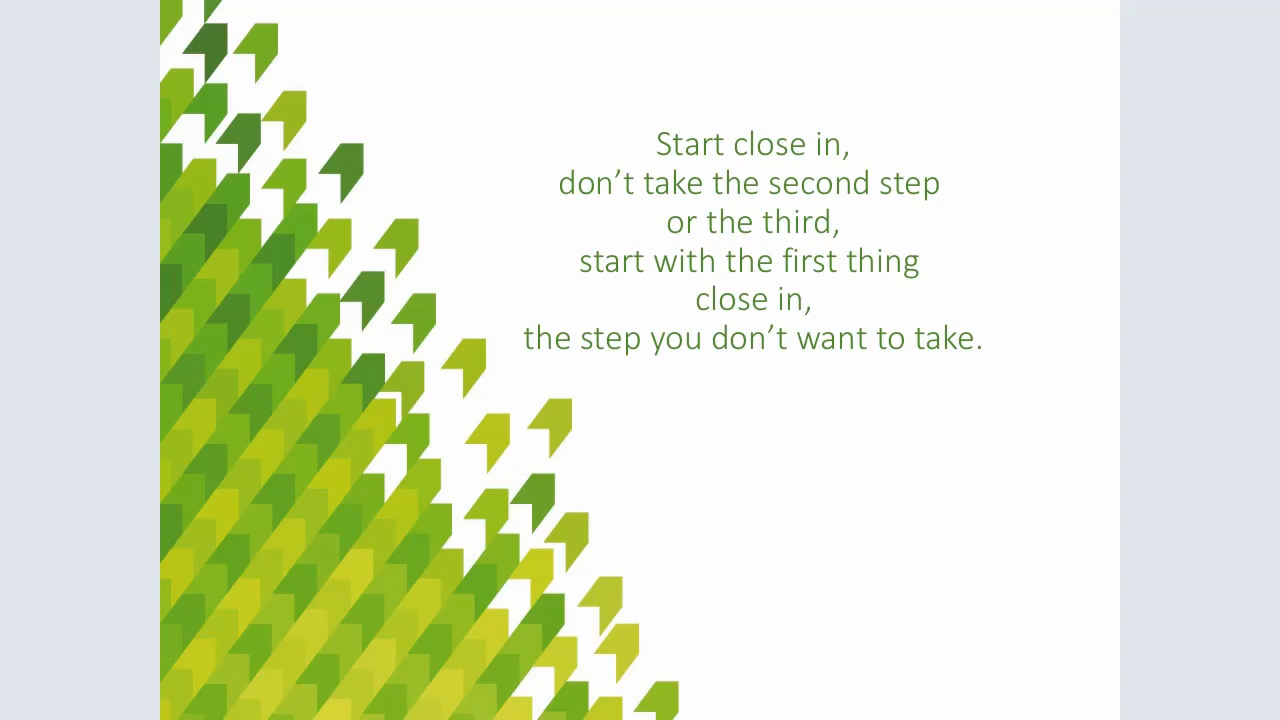 Start close in,
don’t take the second step
or the third,
start with the first thing
close in,
the step you don’t want to take.